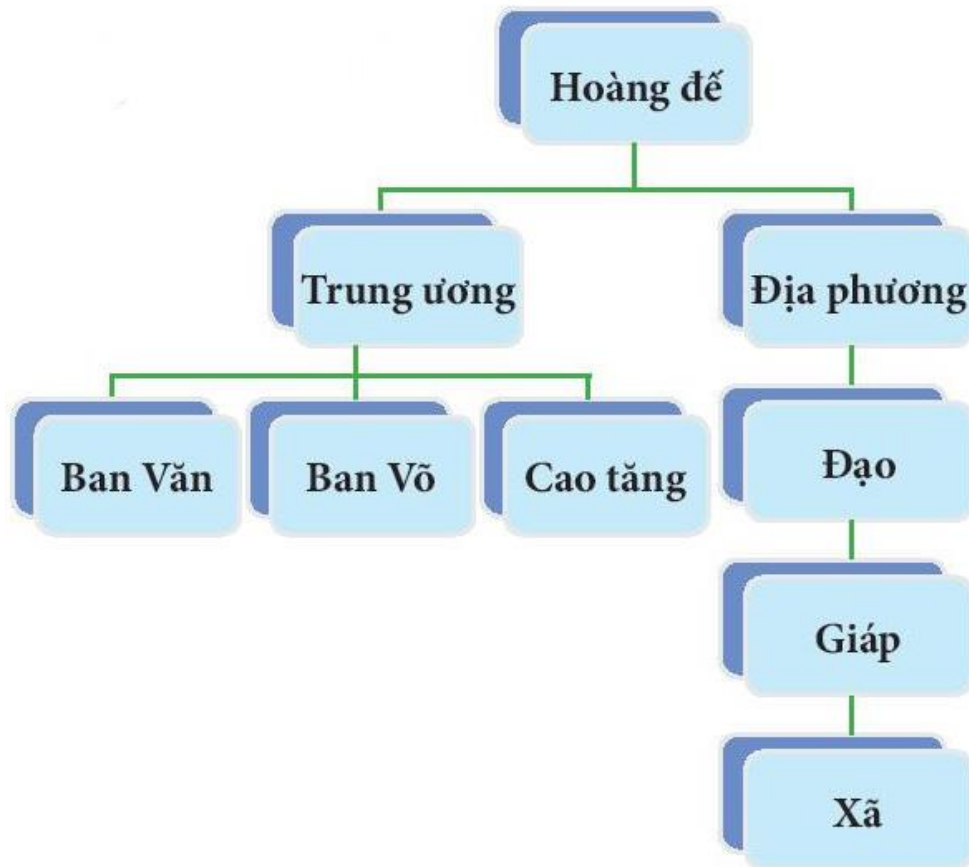 Hoàng đế
Trung ương
Địa phương
Ban Văn
Ban Võ
Cao tăng
Đạo
Giáp
Xã